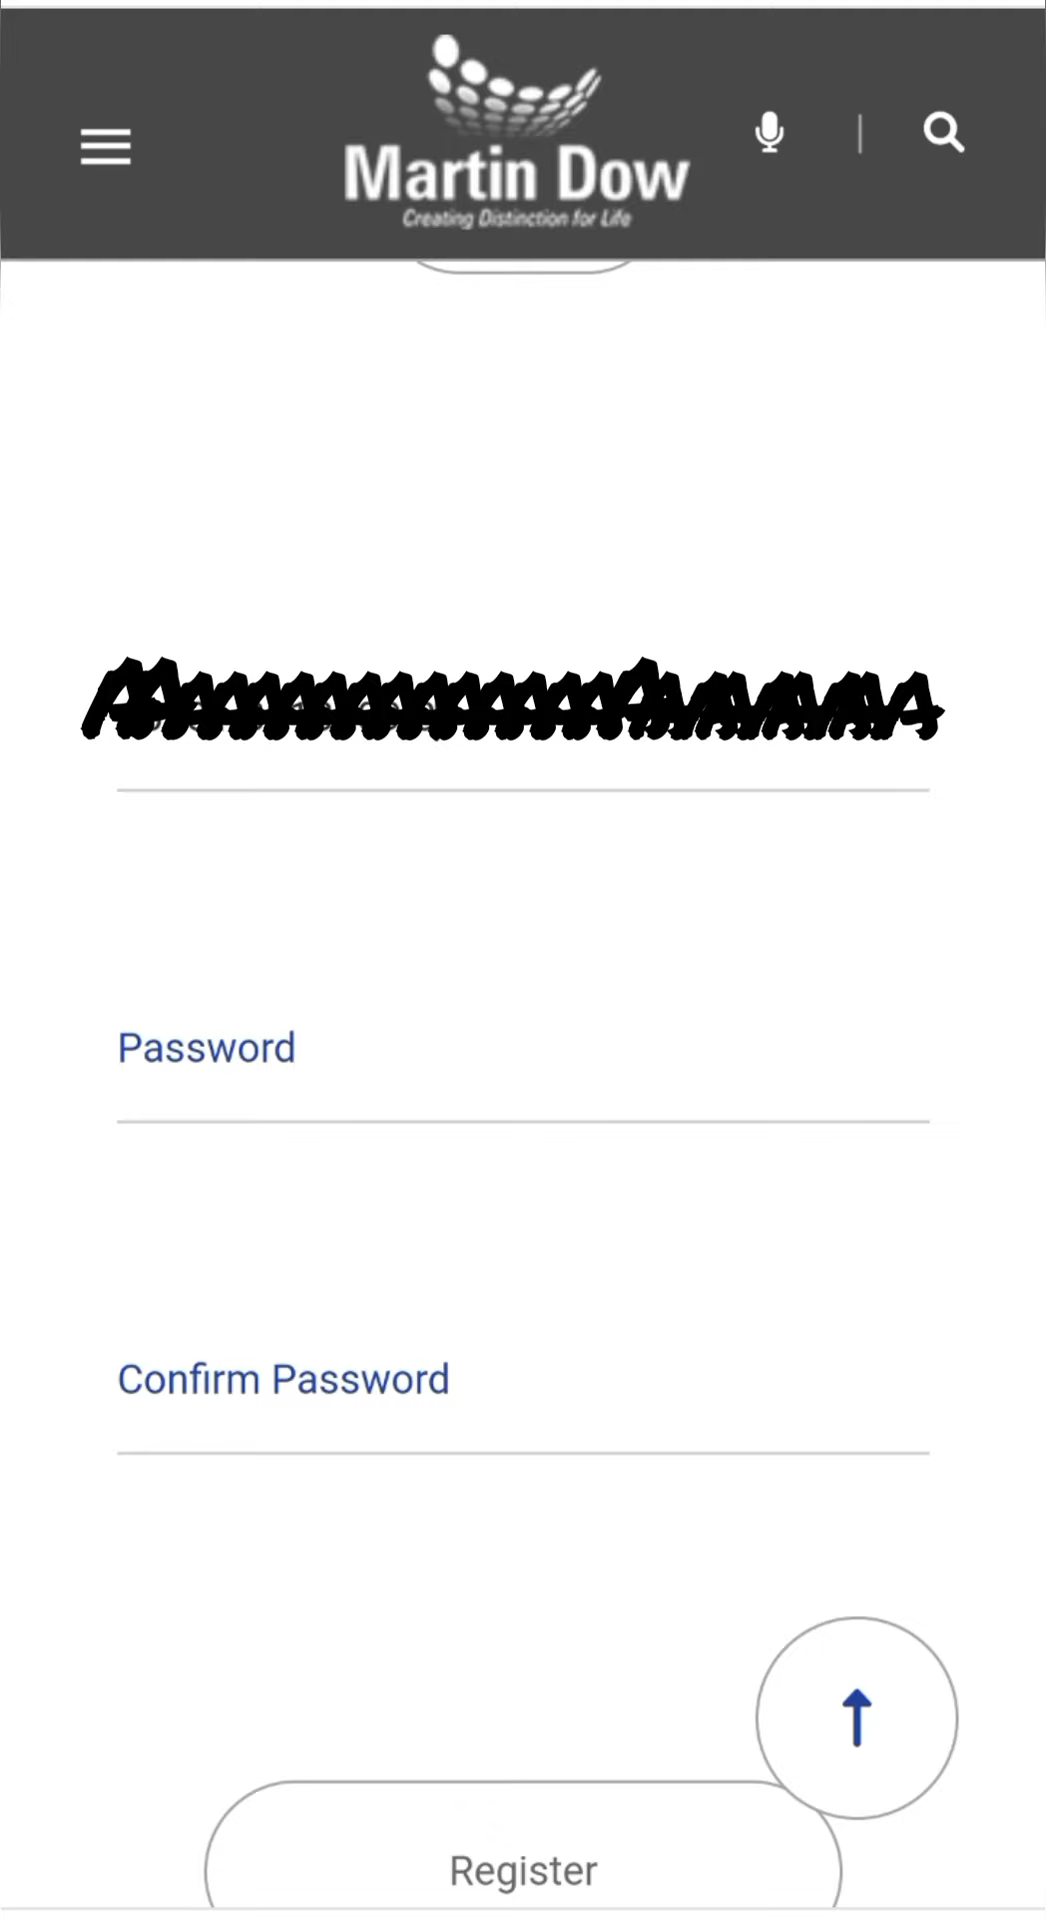 Martin Dow
Creating Distinction for Life
Password
Confirm Password
Register